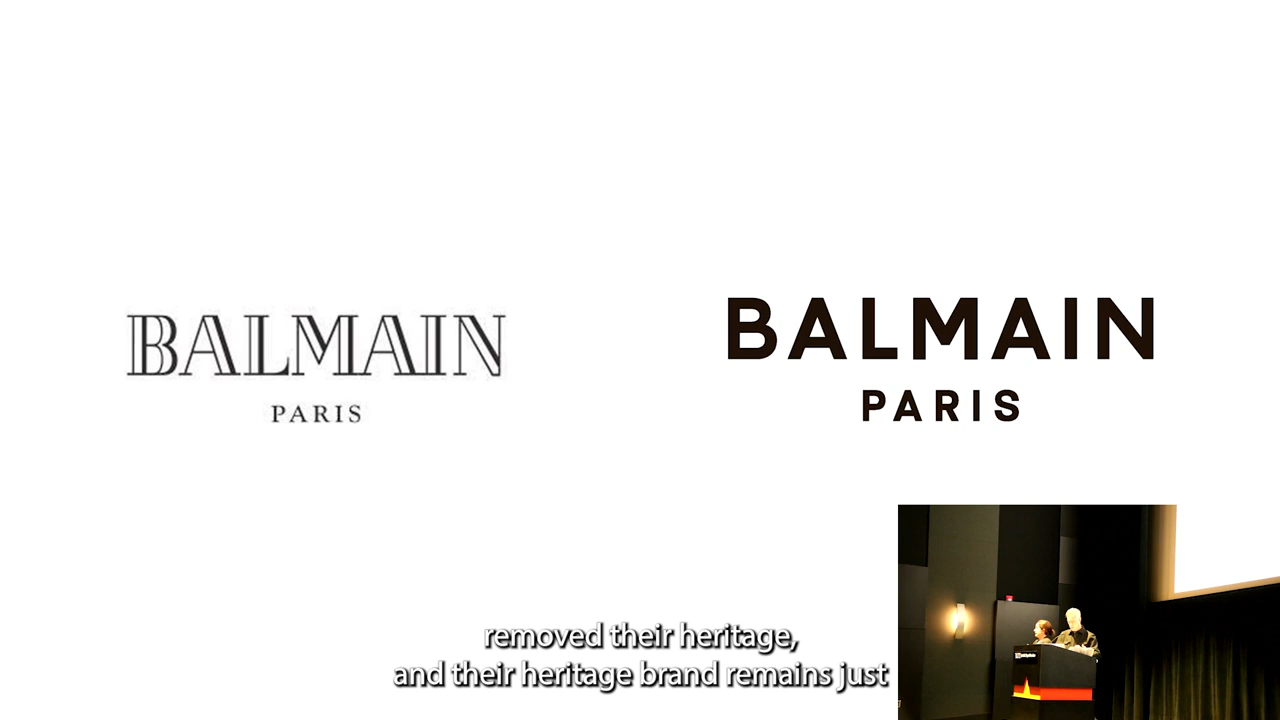 BALMAIN
PARIS
BALMAIN
PARIS
removed their heritage,
and their heritage brand remains just